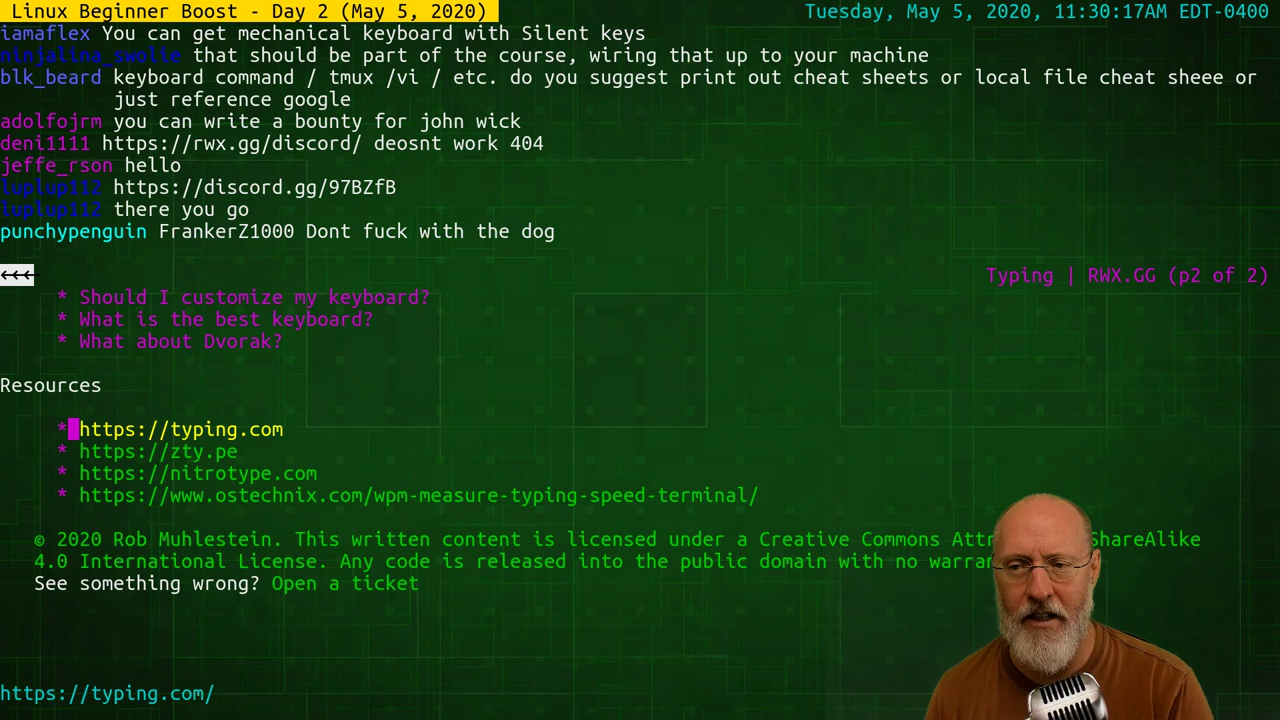 Linux Beginner Boost - Day 2 (May 5, 2020)
Tuesday, May 5, 2020, 11:30:17AM EDT-0400
iamaflex You can get mechanical keyboard with Silent keys
ninjalina_swolie that should be part of the course, wiring that up to your machine
blk_beard keyboard command / tmux /vi / etc. do you suggest print out cheat sheets or local file cheat sheee or
just reference google
adolfojrm you can write a bounty for john wick
deni1111 https://rwx.gg/discord/ deosnt work 404
jeffe_rson hello
luplup112 https://discord.gg/97BZfB
luplup112 there you go
punchypenguin FrankerZ1000 Dont fuck with the dog
←←←
Typing | RWX.GG (p2 of 2)
* Should I customize my keyboard?
* What is the best keyboard?
* What about Dvorak?
Resources
* https://typing.com
* https://zty.pe
* https://nitrotype.com
* https://www.ostechnix.com/wpm-measure-typing-speed-terminal/
© 2020 Rob Muhlestein. This written content is licensed under a Creative Commons Attr ShareAlike
4.0 International License. Any code is released into the public domain with no warran
See something wrong? Open a ticket
https://typing.com/